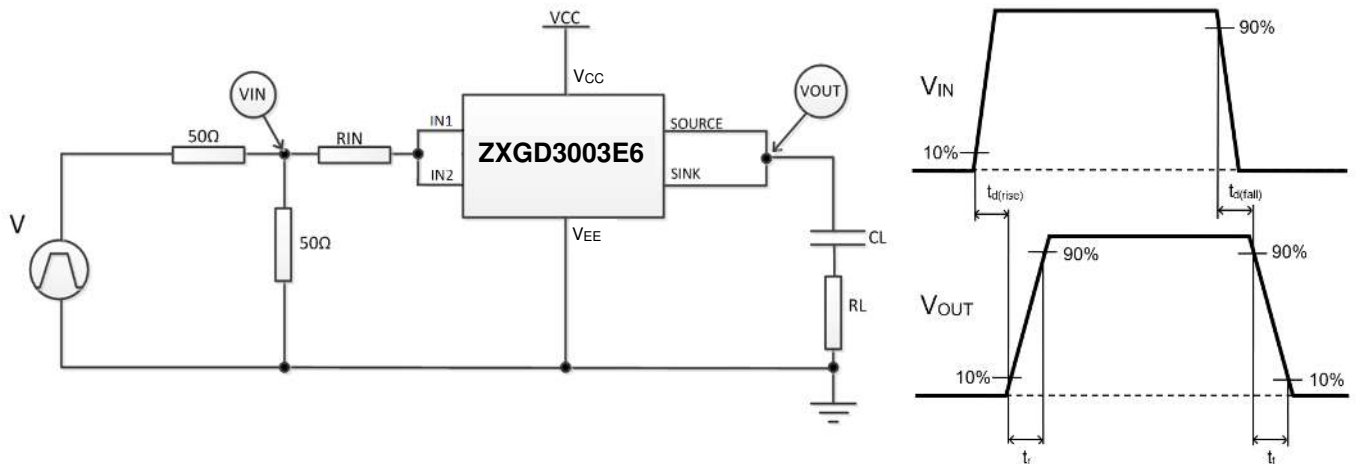 VCC
VCC
VIN
VOUT
50Ω
RIN
IN1
IN2
ZXGD3003E6
SOURCE
SINK
V
50Ω
VEE
CL
RL
VIN
90%
10%
td(rise)
td(fall)
VOUT
90%
90%
10%
10%
tr
tf